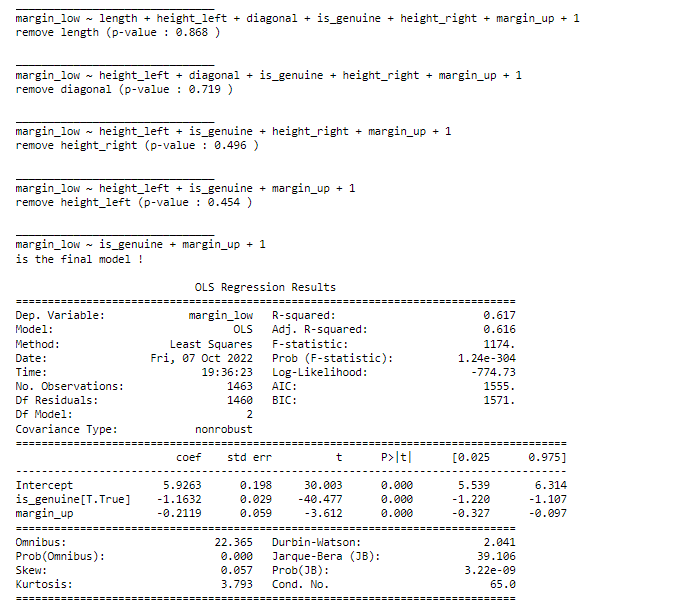 margin_low ~ length + height_left + diagonal + is_genuine + height_right + margin_up + 1
remove length (p-value : 0.868 )
margin_low ~ height_left + diagonal + is_genuine + height_right + margin_up + 1
remove diagonal (p-value : 0.719 )
margin_low ~ height_left + is_genuine + height_right + margin_up + 1
remove height_right (p-value : 0.496 )
margin_low ~ height_left + is_genuine + margin_up + 1
remove height_left (p-value : 0.454 )
margin_low ~ is_genuine + margin_up + 1
is the final model !
OLS Regression Results
Dep. Variable: margin_low R-squared: 0.617
Model: OLS Adj. R-squared: 0.616
Method: Least Squares F-statistic: 1174.
Date: Fri, 07 Oct 2022 Prob (F-statistic): 1.24e-304
Time: 19:36:23 Log-Likelihood: -774.73
No. Observations: 1463 AIC: 1555.
Df Residuals: 1460 BIC: 1571.
Df Model: 2
Covariance Type: nonrobust
coef std err t P>|t| [0.025 0.975]
Intercept 5.9263 0.198 30.003 0.000 5.539 6.314
is_genuine[T.True] -1.1632 0.029 -40.477 0.000 -1.220 -1.107
margin_up -0.2119 0.059 -3.612 0.000 -0.327 -0.097
Omnibus: 22.365 Durbin-Watson: 2.041
Prob(Omnibus): 0.000 Jarque-Bera (JB): 39.106
Skew: 0.057 Prob(JB): 3.22e-09
Kurtosis: 3.793 Cond. No. 65.0